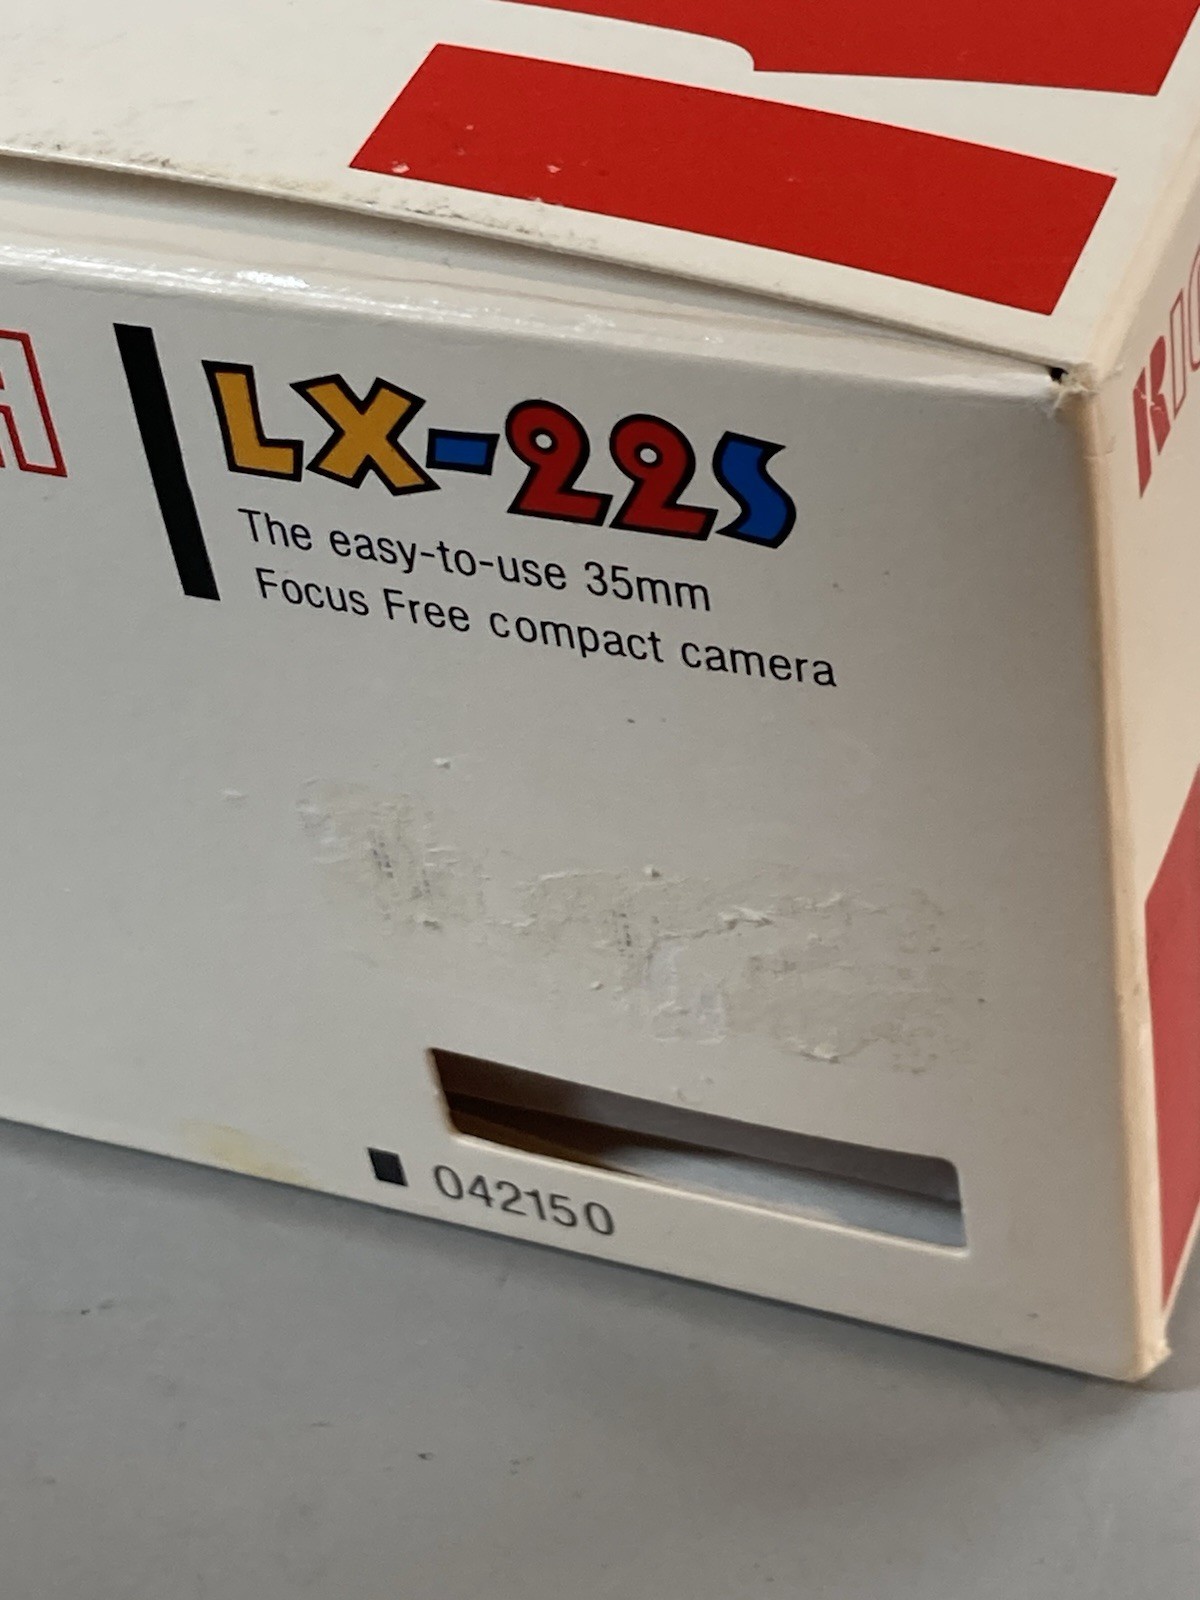 LX-22S
The easy-to-use 35mm
Focus Free compact camera
■ 042150